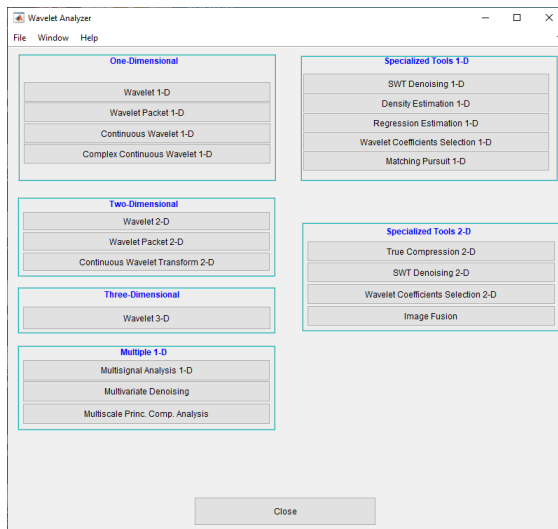 Wavelet Analyzer
File Window Help
One-Dimensional
Wavelet 1-D
Wavelet Packet 1-D
Continuous Wavelet 1-D
Complex Continuous Wavelet 1-D
Two-Dimensional
Wavelet 2-D
Wavelet Packet 2-D
Continuous Wavelet Transform 2-D
Three-Dimensional
Wavelet 3-D
Multiple 1-D
Multisignal Analysis 1-D
Multivariate Denoising
Multiscale Princ. Comp. Analysis
Specialized Tools 1-D
SWT Denoising 1-D
Density Estimation 1-D
Regression Estimation 1-D
Wavelet Coefficients Selection 1-D
Matching Pursuit 1-D
Specialized Tools 2-D
True Compression 2-D
SWT Denoising 2-D
Wavelet Coefficients Selection 2-D
Image Fusion
Close